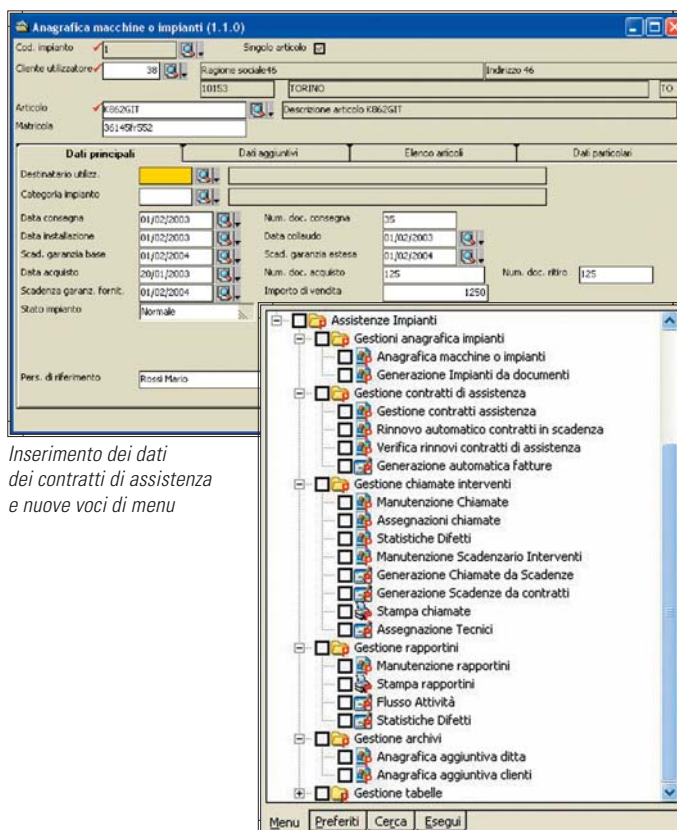 Anagrafica macchine o impianti (1.1.0)
Cod. impianto 1 Singolo articolo
Cliente utilizzatore 38 Ragione sociale46 Indirizzo 46
10153 TORINO TO
Articolo K862GIT Descrizione articolo K862GIT
Matricola 36145fr552
Dati principali Dati aggiuntivi Elenco articoli Dati particolari
Destinatario utilizz.
Categoria impianto
Data consegna 01/02/2003 Num. doc. consegna 35
Data installazione 01/02/2003 Data collaudo 01/02/2003
Scad. garanzia base 01/02/2004 Scad. garanzia estesa 01/02/2004
Data acquisto 20/01/2003 Num. doc. acquisto 125 Num. doc. ritiro 125
Scadenza garanz. fornit. 01/02/2004 Importo di vendita 1250
Stato impianto Normale
Pers. di riferimento Rossi Mario
Inserimento dei dati
dei contratti di assistenza
e nuove voci di menu
Assistenze Impianti
Gestioni anagrafica impianti
Anagrafica macchine o impianti
Generazione Impianti da documenti
Gestione contratti di assistenza
Gestione contratti assistenza
Rinnovo automatico contratti in scadenza
Verifica rinnovi contratti di assistenza
Generazione automatica fatture
Gestione chiamate interventi
Manutenzione Chiamate
Assegnazioni chiamate
Statistiche Difetti
Manutenzione Scadenzario Interventi
Generazione Chiamate da Scadenze
Generazione Scadenze da contratti
Stampa chiamate
Assegnazione Tecnici
Gestione rapportini
Manutenzione rapportini
Stampa rapportini
Flusso Attività
Statistiche Difetti
Gestione archivi
Anagrafica aggiuntiva ditta
Anagrafica aggiuntiva clienti
Gestione tabelle
Menu Preferiti Cerca Esegui